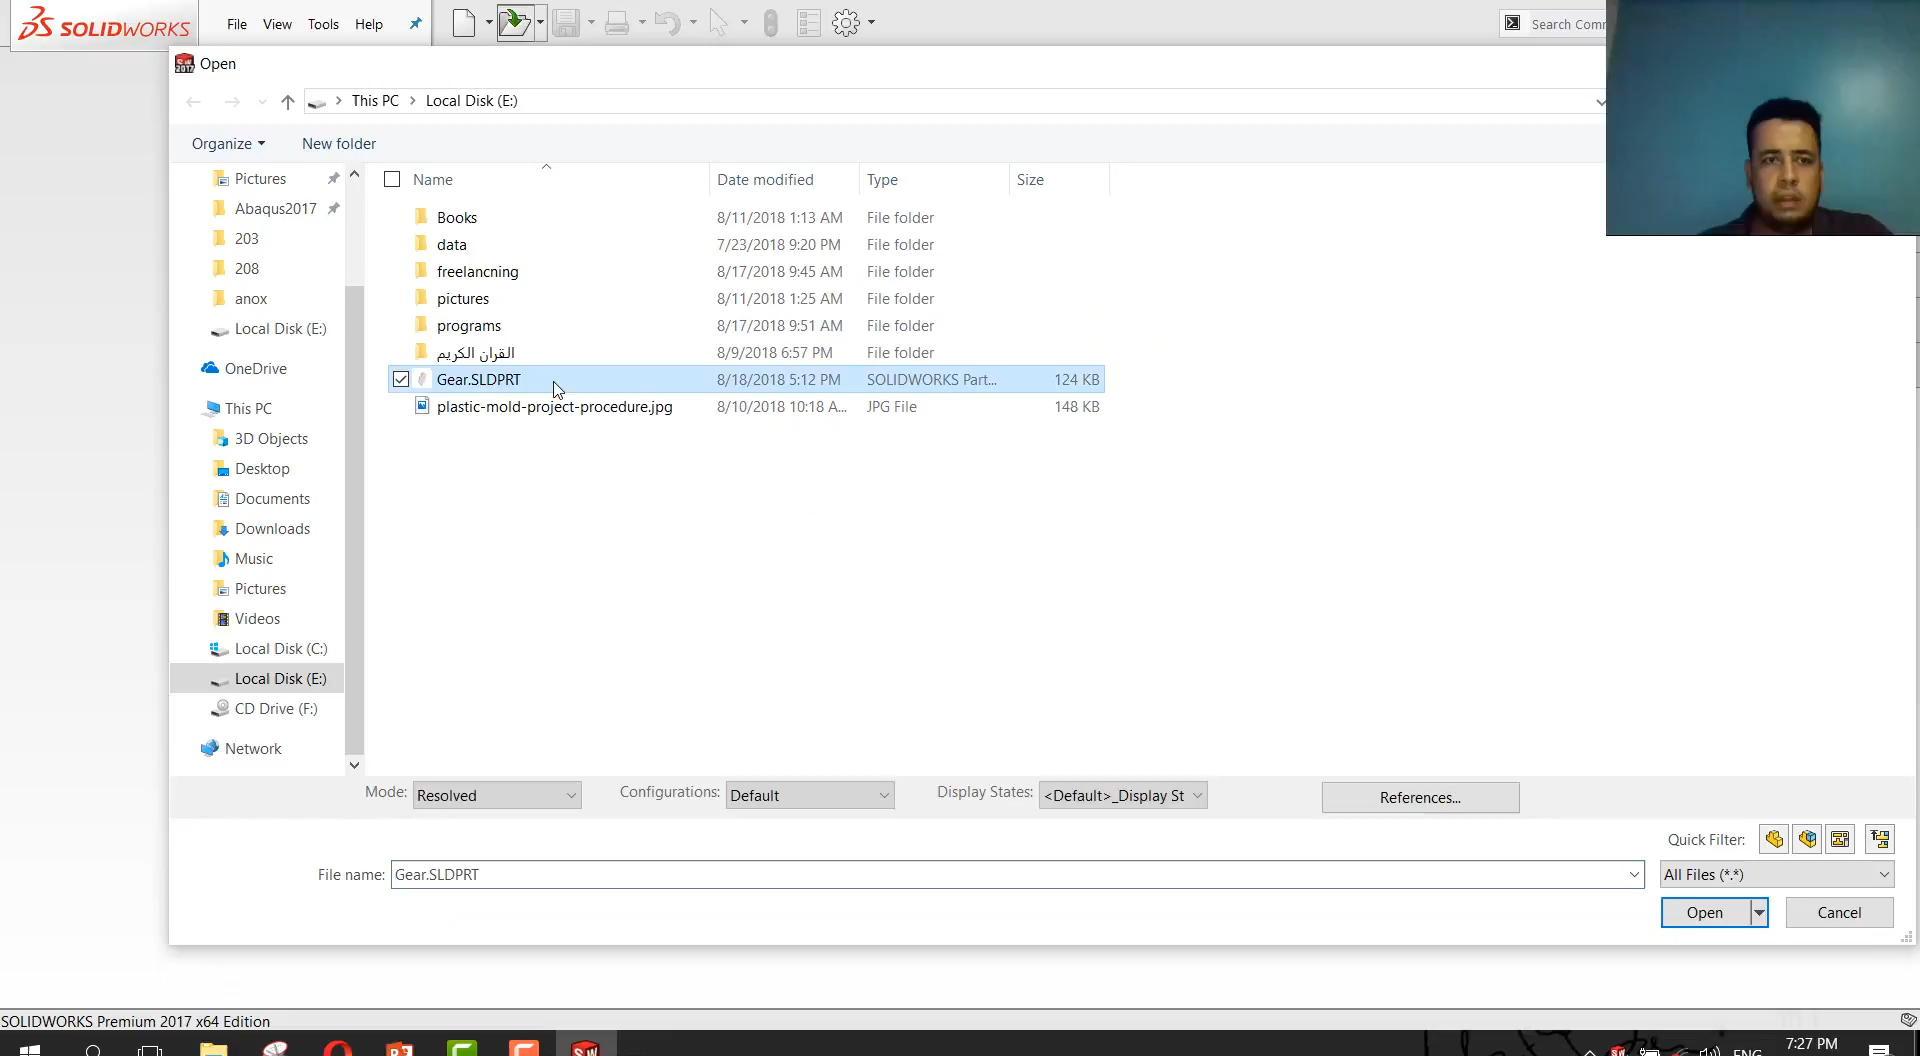 SOLIDWORKS File View Tools Help Search Comm
SW 2017 Open
This PC Local Disk (E:)
Organize New folder
Name Date modified Type Size
Pictures
Abaqus2017
203
208
anox
Local Disk (E:)
OneDrive
This PC
3D Objects
Desktop
Documents
Downloads
Music
Pictures
Videos
Local Disk (C:)
Local Disk (E:)
CD Drive (F:)
Network
Books 8/11/2018 1:13 AM File folder
data 7/23/2018 9:20 PM File folder
freelancning 8/17/2018 9:45 AM File folder
pictures 8/11/2018 1:25 AM File folder
programs 8/17/2018 9:51 AM File folder
القران الكريم 8/9/2018 6:57 PM File folder
Gear.SLDPRT 8/18/2018 5:12 PM SOLIDWORKS Part... 124 KB
plastic-mold-project-procedure.jpg 8/10/2018 10:18 A... JPG File 148 KB
Mode: Resolved Configurations: Default Display States: <Default>_Display St References...
Quick Filter:
File name: Gear.SLDPRT All Files (*.*)
Open Cancel
SOLIDWORKS Premium 2017 x64 Edition
ENG 7:27 PM